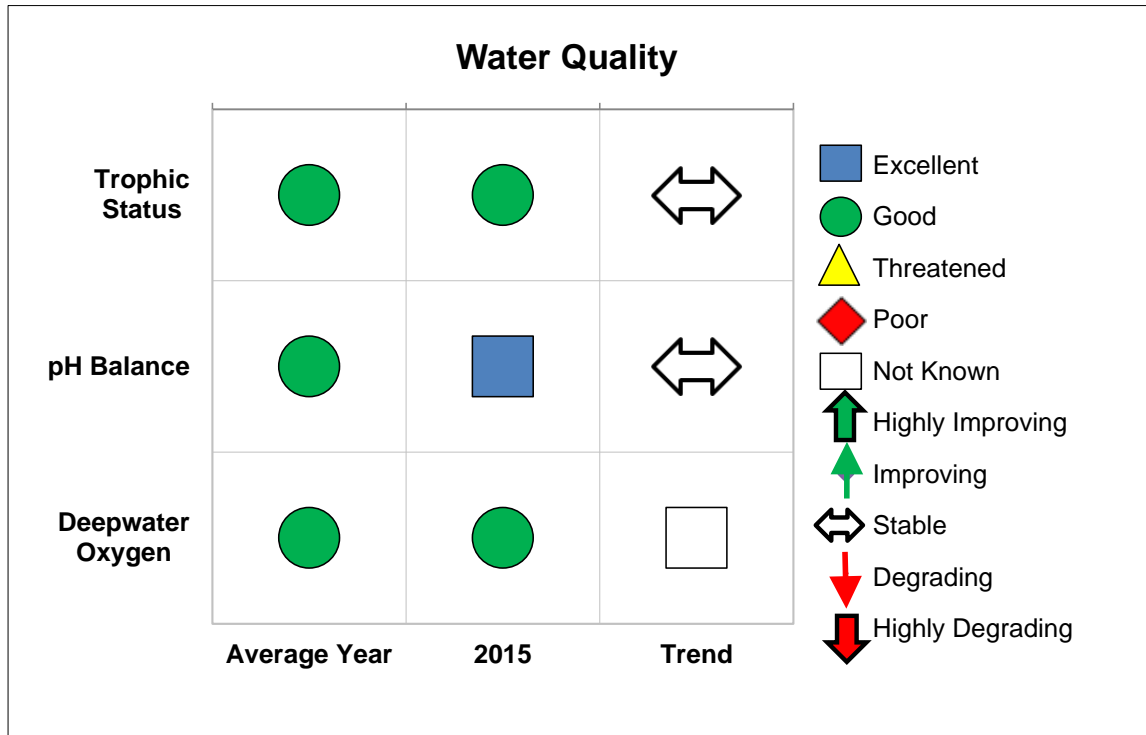 Water Quality
Trophic
Status
pH Balance
Deepwater
Oxygen
Average Year
2015
Trend
Excellent
Good
Threatened
Poor
Not Known
Highly Improving
Improving
Stable
Degrading
Highly Degrading